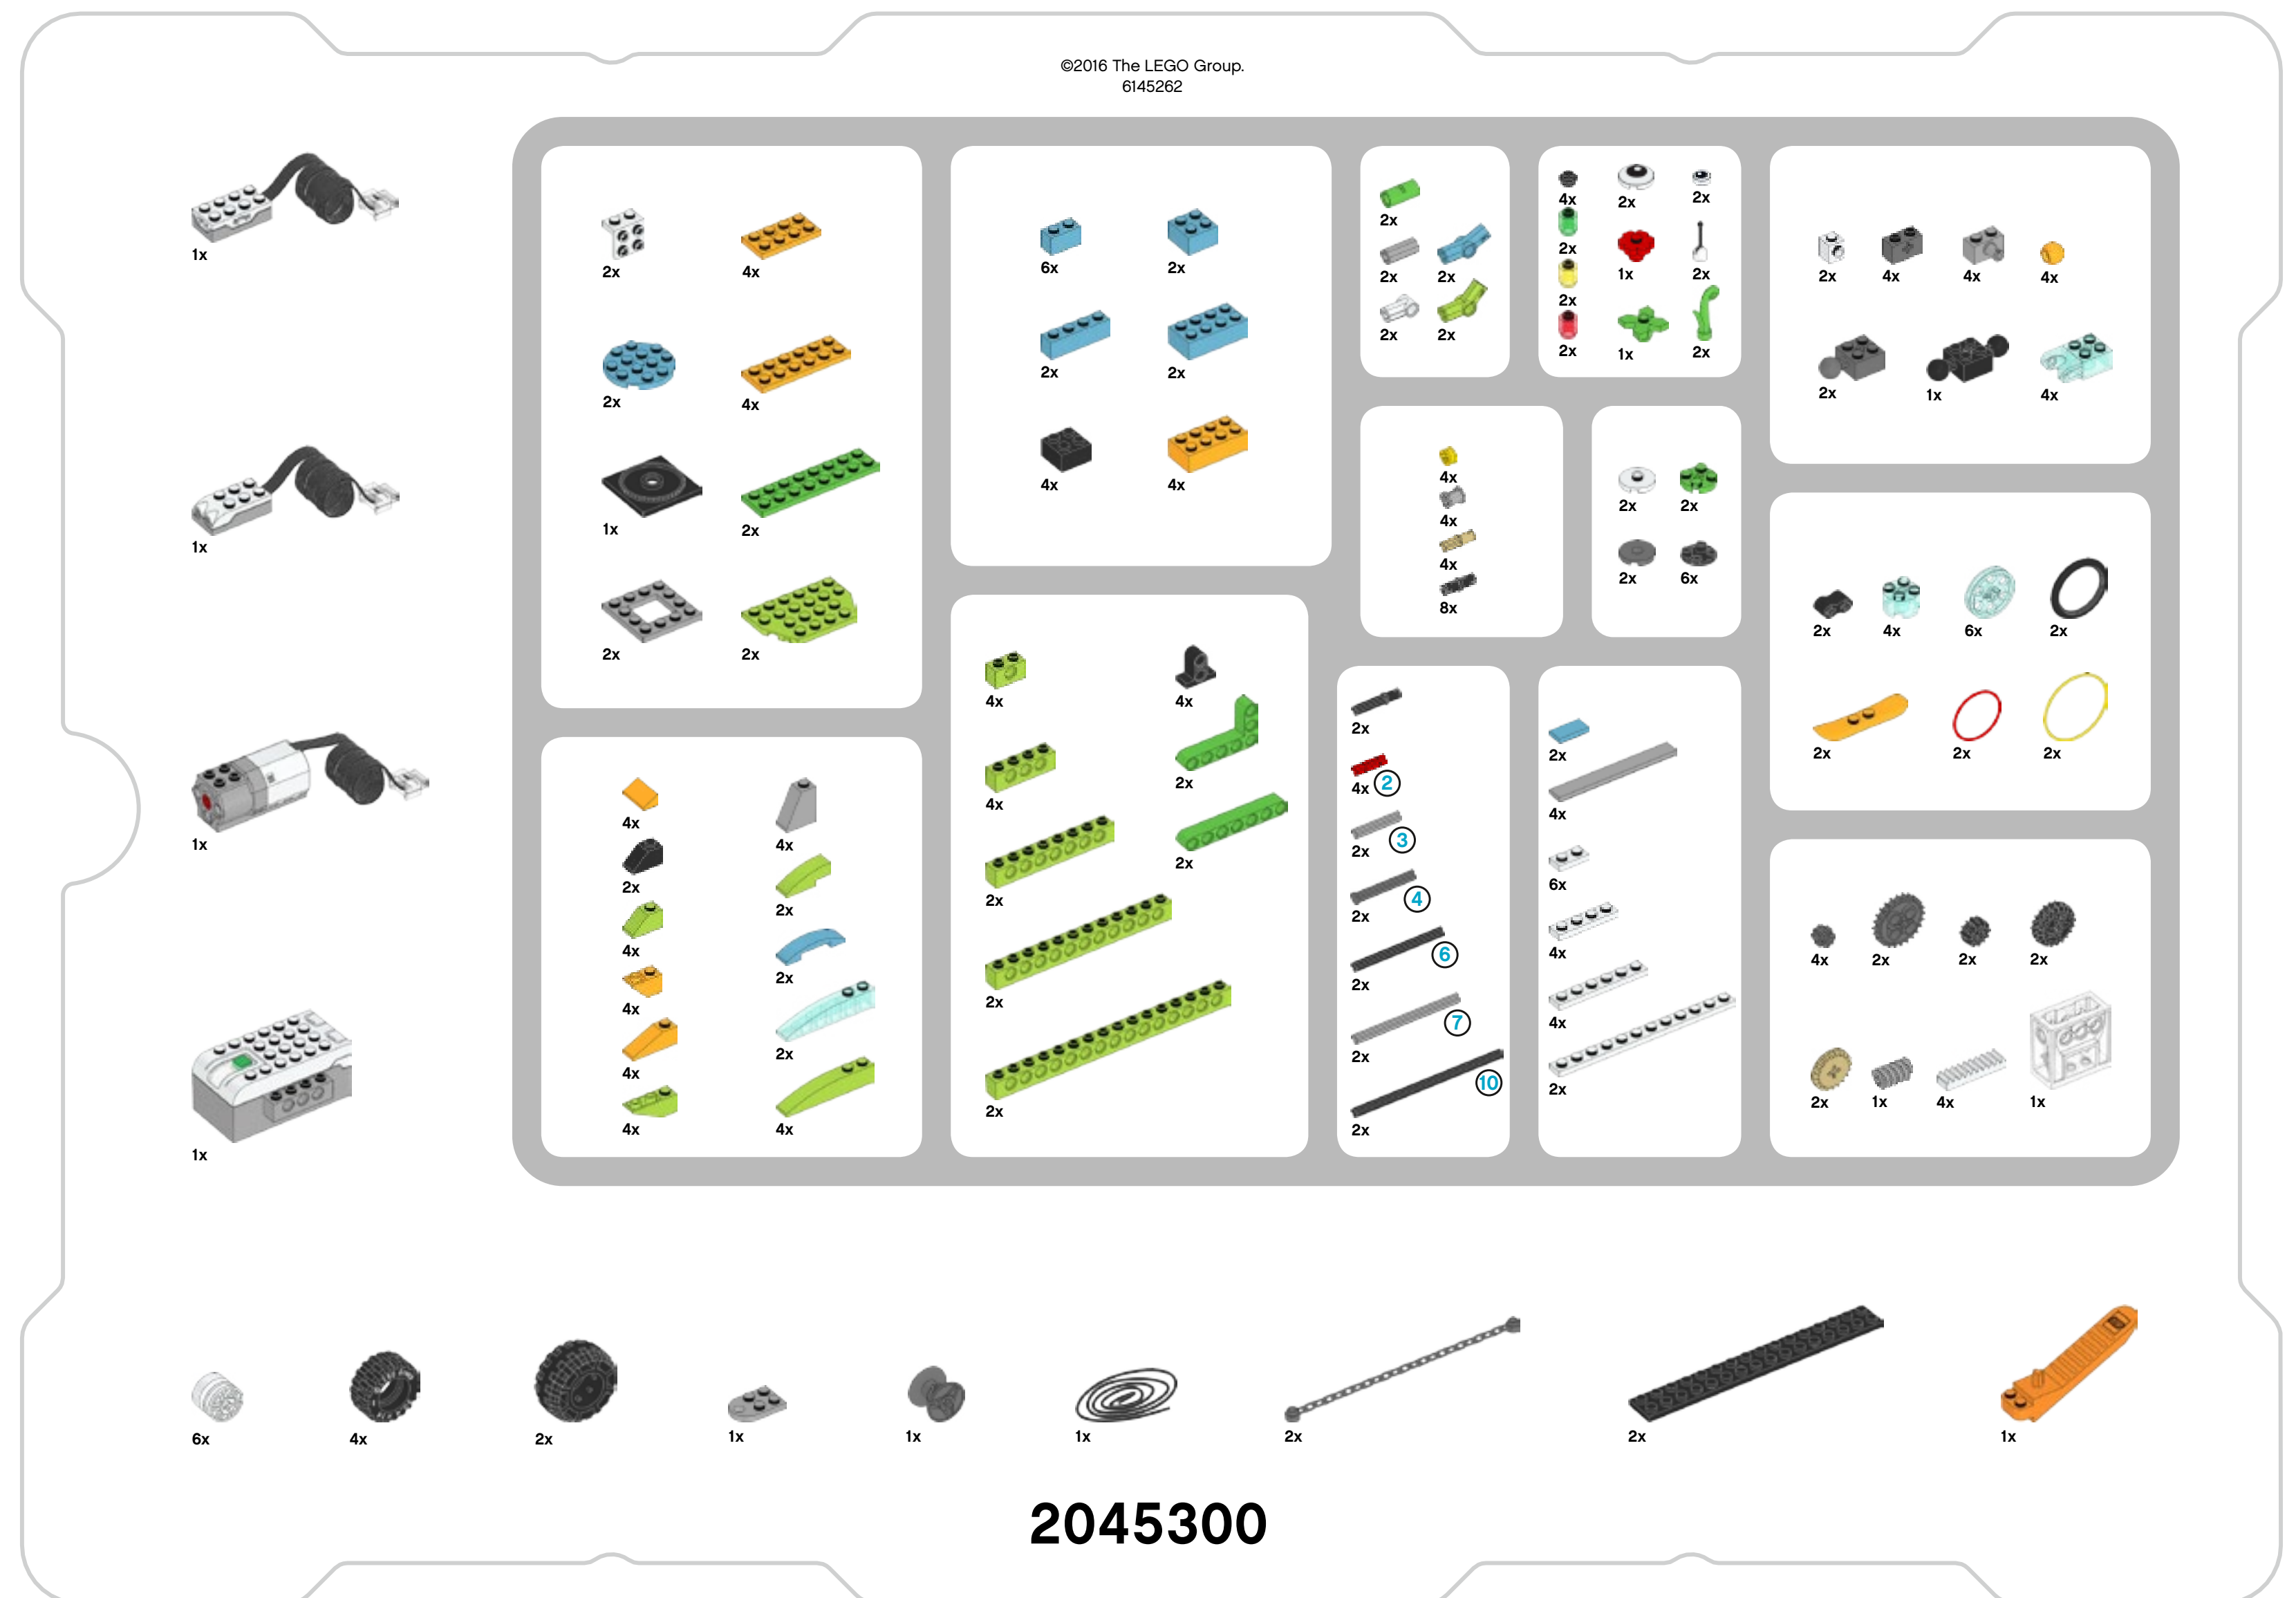 ©2016 The LEGO Group.
6145262
1x
1x
1x
1x
2x 4x
2x 4x
1x 2x
2x 2x
4x 4x
2x 2x
4x 2x
4x 2x
4x 4x
4x
6x 2x
2x 2x
4x 4x
4x 4x
4x 2x
2x 2x
2x
2x
2x
2x 2x
2x 2x
4x 2x 2x
2x 1x 2x
2x
2x 1x 2x
4x
4x
4x
8x
2x 2x
2x 6x
2x
4x 2
2x 3
2x 4
2x 6
2x 7
2x 10
2x
4x
6x
4x
4x
2x
2x 4x 4x 4x
2x 1x 4x
2x 4x 6x 2x
2x 2x 2x
4x 2x 2x 2x
2x 1x 4x 1x
6x 4x 2x 1x 1x 1x 2x 2x 1x
2045300